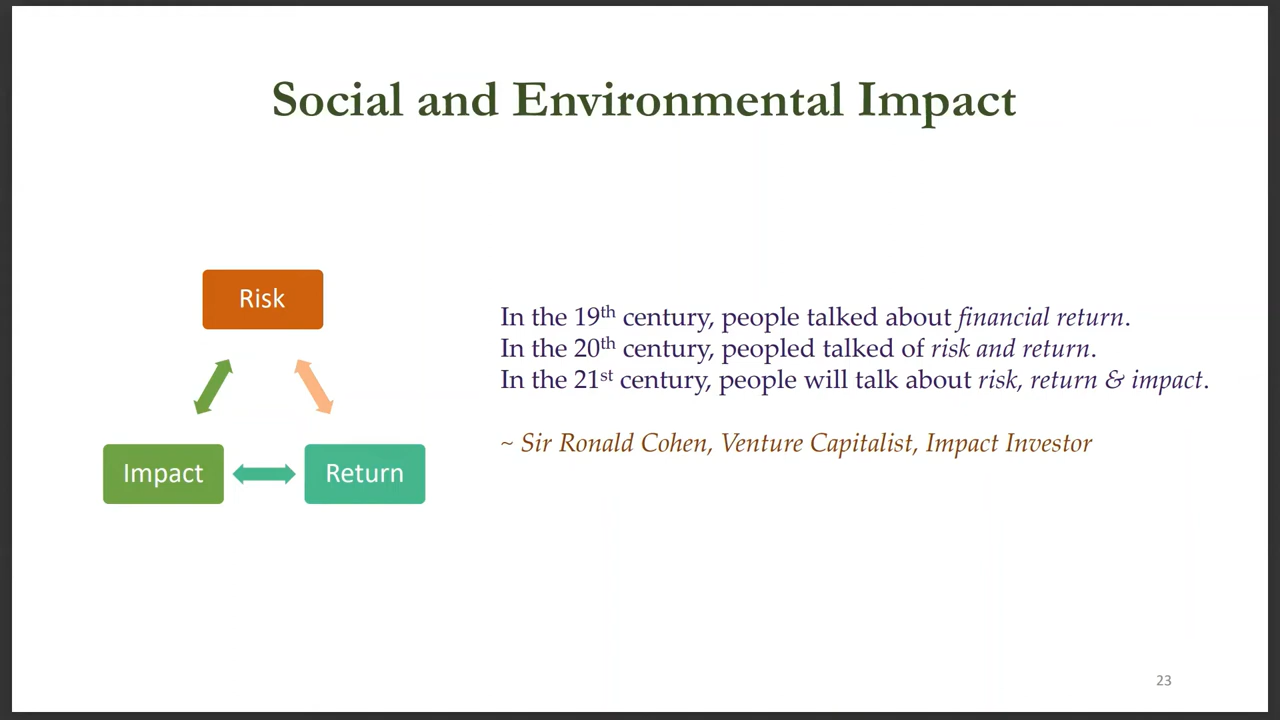 Social and Environmental Impact
Risk
Impact
Return
In the 19th century, people talked about financial return.
In the 20th century, peopled talked of risk and return.
In the 21st century, people will talk about risk, return & impact.
~ Sir Ronald Cohen, Venture Capitalist, Impact Investor
23